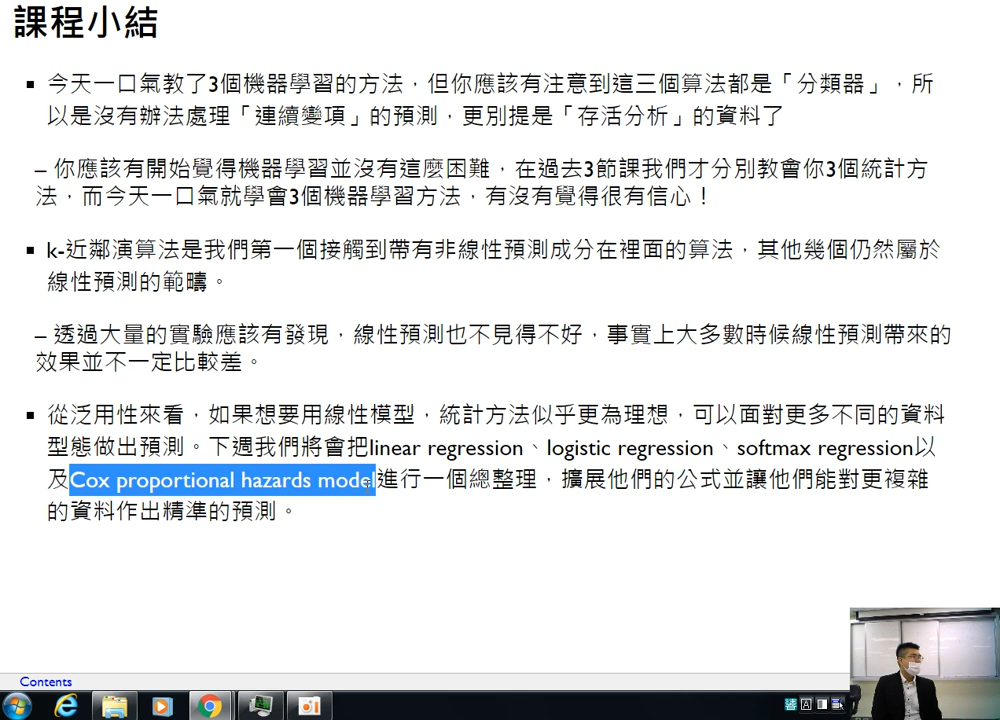 課程小結
▪ 今天一口氣教了3個機器學習的方法，但你應該有注意到這三個算法都是「分類器」，所
以是沒有辦法處理「連續變項」的預測，更別提是「存活分析」的資料了
– 你應該有開始覺得機器學習並沒有這麼困難，在過去3節課我們才分別教會你3個統計方
法，而今天一口氣就學會3個機器學習方法，有沒有覺得很有信心！
▪ k-近鄰演算法是我們第一個接觸到帶有非線性預測成分在裡面的算法，其他幾個仍然屬於
線性預測的範疇。
– 透過大量的實驗應該有發現，線性預測也不見得不好，事實上大多數時候線性預測帶來的
效果並不一定比較差。
▪ 從泛用性來看，如果想要用線性模型，統計方法似乎更為理想，可以面對更多不同的資料
型態做出預測。下週我們將會把linear regression、logistic regression、softmax regression以
及Cox proportional hazards model進行一個總整理，擴展他們的公式並讓他們能對更複雜
的資料作出精準的預測。
Contents